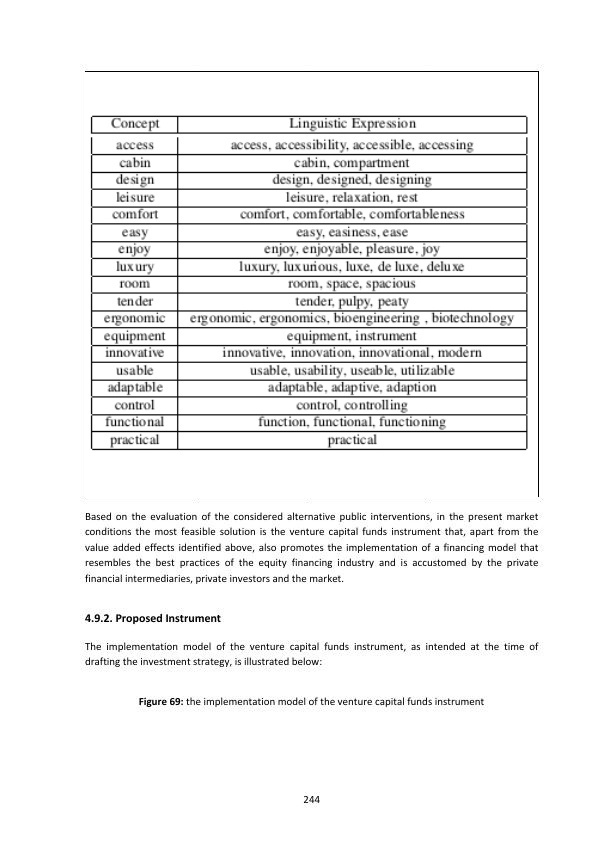 Concept Linguistic Expression
access access, accessibility, accessible, accessing
cabin cabin, compartment
design design, designed, designing
leisure leisure, relaxation, rest
comfort comfort, comfortable, comfortableness
easy easy, easiness, ease
enjoy enjoy, enjoyable, pleasure, joy
luxury luxury, luxurious, luxe, de luxe, deluxe
room room, space, spacious
tender tender, pulpy, peaty
ergonomic ergonomic, ergonomics, bioengineering , biotechnology
equipment equipment, instrument
innovative innovative, innovation, innovational, modern
usable usable, usability, useable, utilizable
adaptable adaptable, adaptive, adaption
control control, controlling
functional function, functional, functioning
practical practical
Based on the evaluation of the considered alternative public interventions, in the present market
conditions the most feasible solution is the venture capital funds instrument that, apart from the
value added effects identified above, also promotes the implementation of a financing model that
resembles the best practices of the equity financing industry and is accustomed by the private
financial intermediaries, private investors and the market.
4.9.2. Proposed Instrument
The implementation model of the venture capital funds instrument, as intended at the time of
drafting the investment strategy, is illustrated below:
Figure 69: the implementation model of the venture capital funds instrument
244